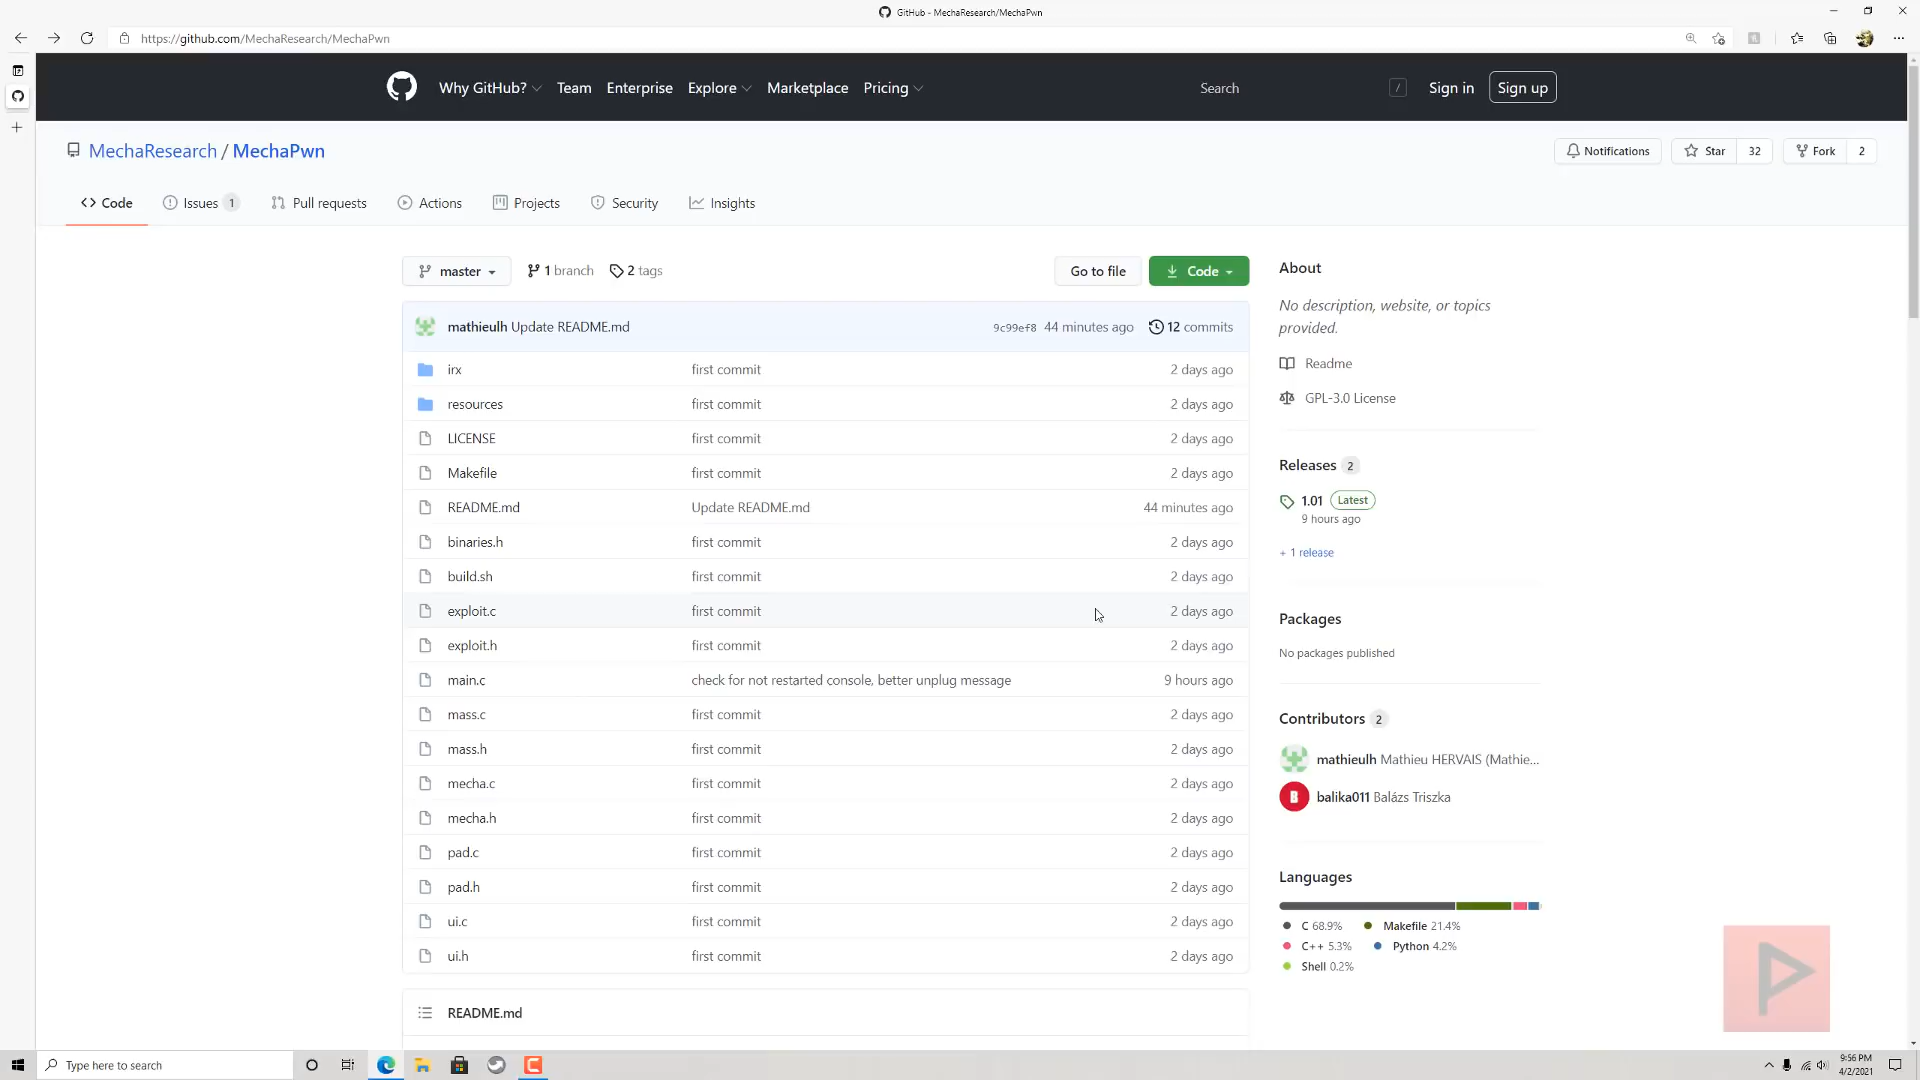 GitHub - MechaResearch/MechaPwn
https://github.com/MechaResearch/MechaPwn
Why GitHub? Team Enterprise Explore Marketplace Pricing Search / Sign in Sign up
MechaResearch / MechaPwn Notifications Star 32 Fork 2
Code Issues 1 Pull requests Actions Projects Security Insights
master 1 branch 2 tags Go to file Code
mathieulh Update README.md 9c99ef8 44 minutes ago 12 commits
irx first commit 2 days ago
resources first commit 2 days ago
LICENSE first commit 2 days ago
Makefile first commit 2 days ago
README.md Update README.md 44 minutes ago
binaries.h first commit 2 days ago
build.sh first commit 2 days ago
exploit.c first commit 2 days ago
exploit.h first commit 2 days ago
main.c check for not restarted console, better unplug message 9 hours ago
mass.c first commit 2 days ago
mass.h first commit 2 days ago
mecha.c first commit 2 days ago
mecha.h first commit 2 days ago
pad.c first commit 2 days ago
pad.h first commit 2 days ago
ui.c first commit 2 days ago
ui.h first commit 2 days ago
README.md
About
No description, website, or topics
provided.
Readme
GPL-3.0 License
Releases 2
1.01 Latest
9 hours ago
+ 1 release
Packages
No packages published
Contributors 2
mathieulh Mathieu HERVAIS (Mathie...
B balika011 Balázs Triszka
Languages
C 68.9% Makefile 21.4%
C++ 5.3% Python 4.2%
Shell 0.2%
P
Type here to search
9:56 PM
4/2/2021